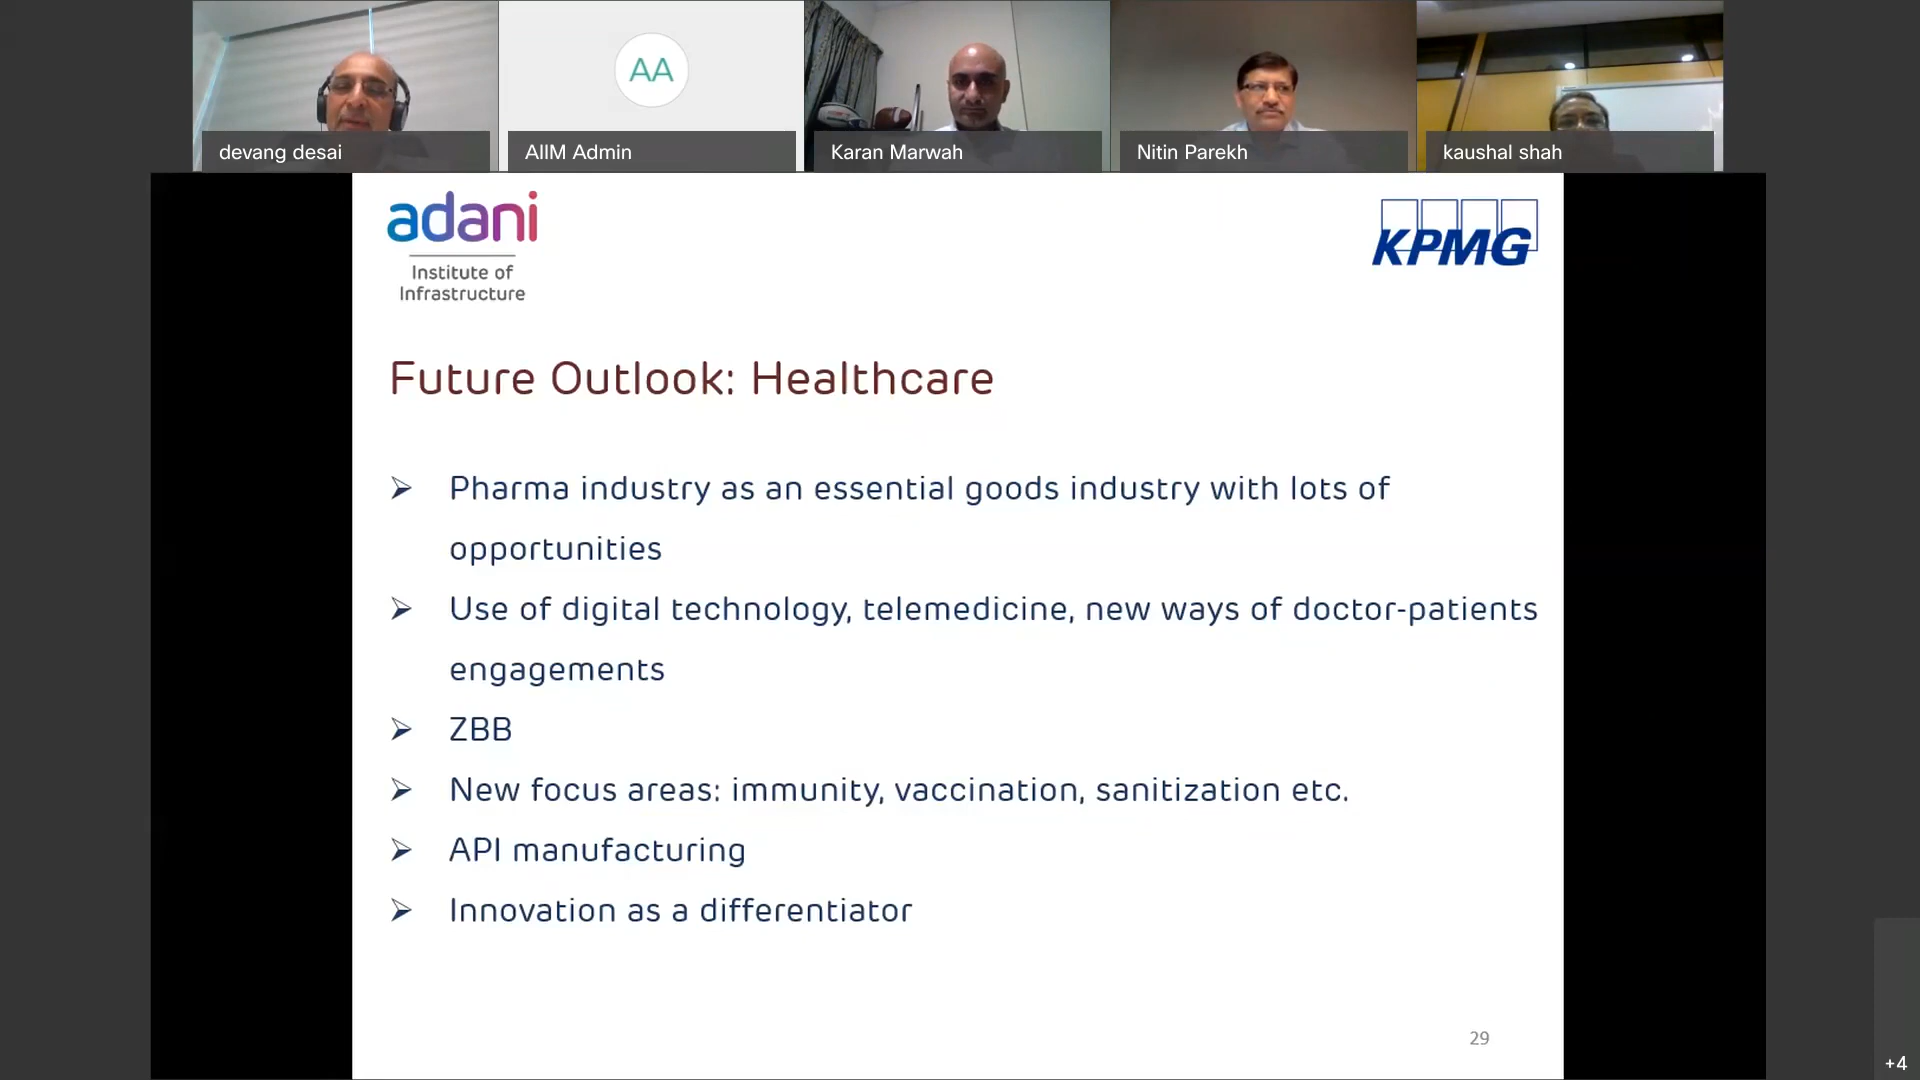 devang desai
AA
AIIM Admin
Karan Marwah
Nitin Parekh
kaushal shah
adani
Institute of
Infrastructure
KPMG
Future Outlook: Healthcare
➢ Pharma industry as an essential goods industry with lots of
opportunities
➢ Use of digital technology, telemedicine, new ways of doctor-patients
engagements
➢ ZBB
➢ New focus areas: immunity, vaccination, sanitization etc.
➢ API manufacturing
➢ Innovation as a differentiator
29
+4